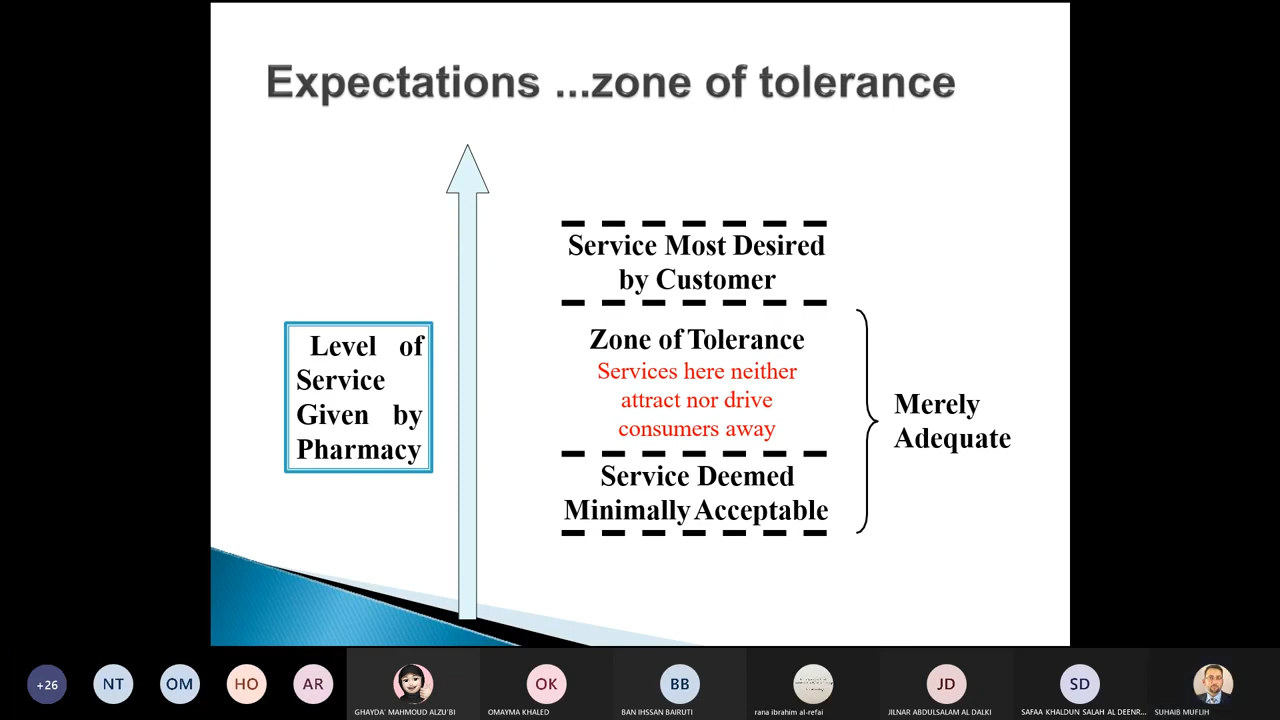 Expectations ...zone of tolerance
Service Most Desired
by Customer
Level of
Service
Given by
Pharmacy
Zone of Tolerance
Services here neither
attract nor drive
consumers away
Merely
Adequate
Service Deemed
Minimally Acceptable
+26
NT
OM
HO
AR
OK
BB
JD
SD
GHAYDA' MAHMOUD ALZU'BI
OMAYMA KHALED
BAN IHSSAN BAIRUTI
rana ibrahim al-refai
JILNAR ABDULSALAM AL DALKI
SAFAA KHALDUN SALAH AL DEENR...
SUHAIB MUFLIH